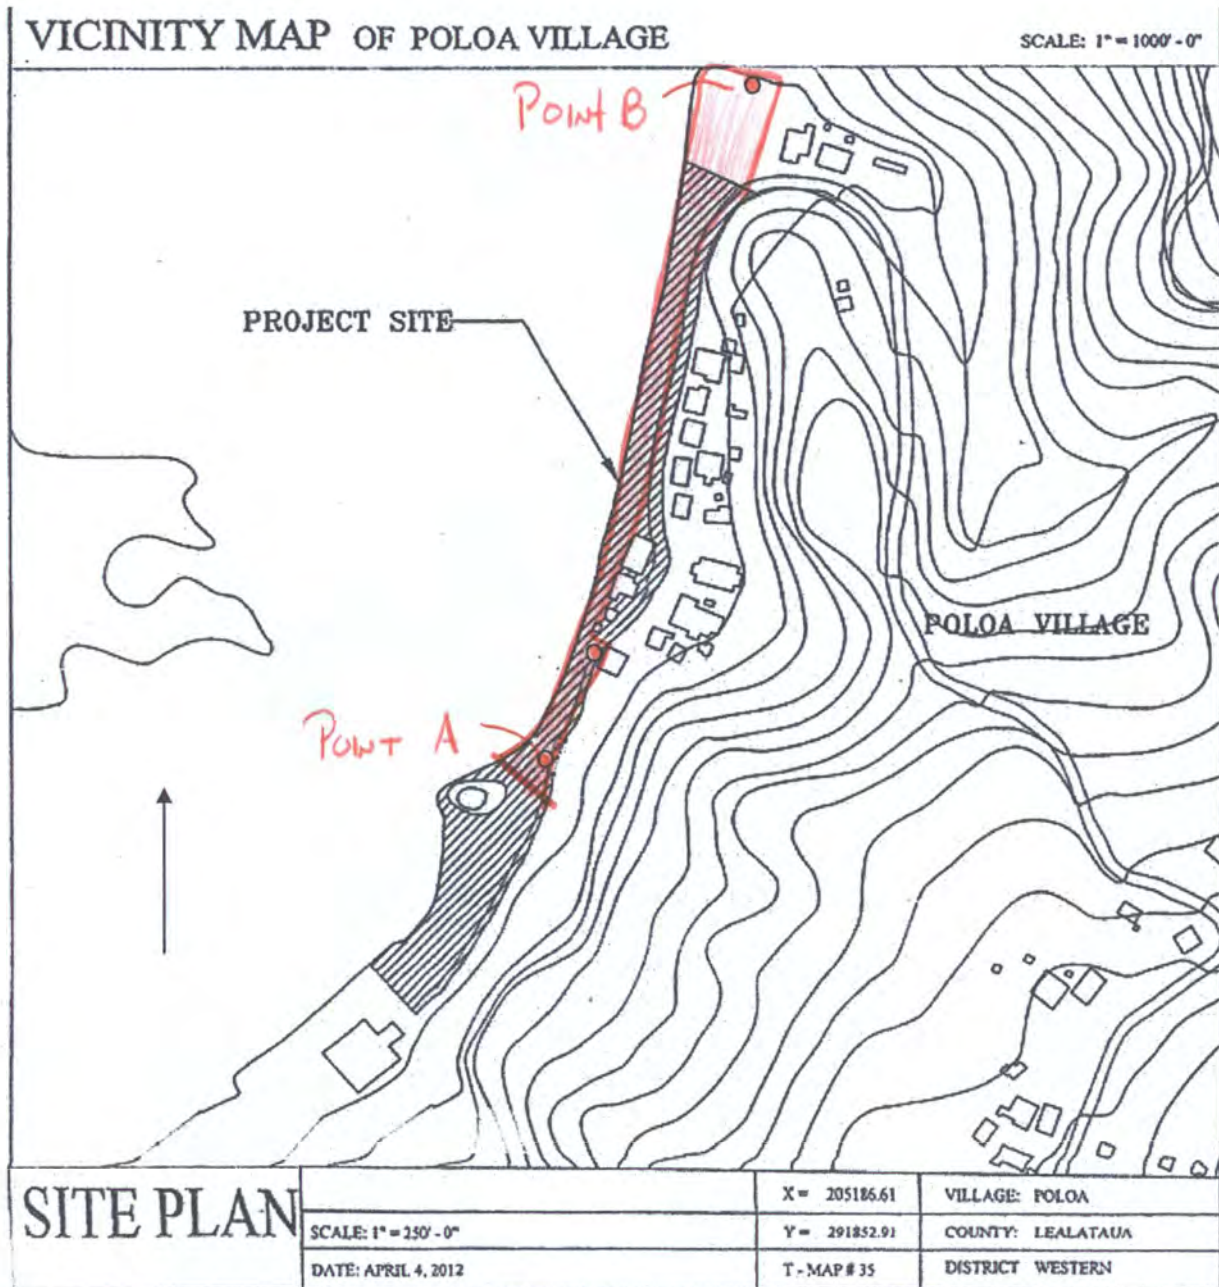 VICINITY MAP OF POLOA VILLAGE
SCALE: 1" = 1000' - 0"
POINT B
PROJECT SITE
POLOA VILLAGE
POINT A
SITE PLAN
SCALE: 1" = 250' - 0"
DATE: APRIL 4, 2012
X = 205186.61
Y = 291852.91
T - MAP # 35
VILLAGE: POLOA
COUNTY: LEALATAUA
DISTRICT WESTERN